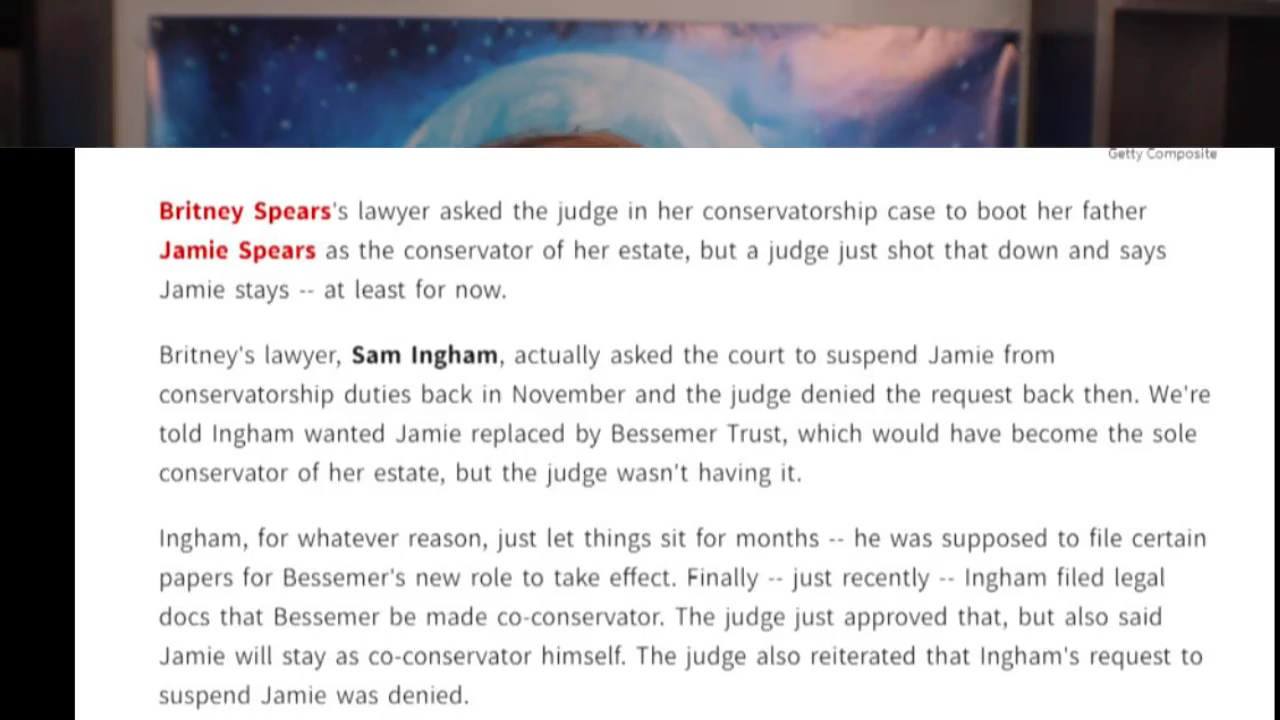 Getty Composite
Britney Spears's lawyer asked the judge in her conservatorship case to boot her father
Jamie Spears as the conservator of her estate, but a judge just shot that down and says
Jamie stays -- at least for now.
Britney's lawyer, Sam Ingham, actually asked the court to suspend Jamie from
conservatorship duties back in November and the judge denied the request back then. We're
told Ingham wanted Jamie replaced by Bessemer Trust, which would have become the sole
conservator of her estate, but the judge wasn't having it.
Ingham, for whatever reason, just let things sit for months -- he was supposed to file certain
papers for Bessemer's new role to take effect. Finally -- just recently -- Ingham filed legal
docs that Bessemer be made co-conservator. The judge just approved that, but also said
Jamie will stay as co-conservator himself. The judge also reiterated that Ingham's request to
suspend Jamie was denied.